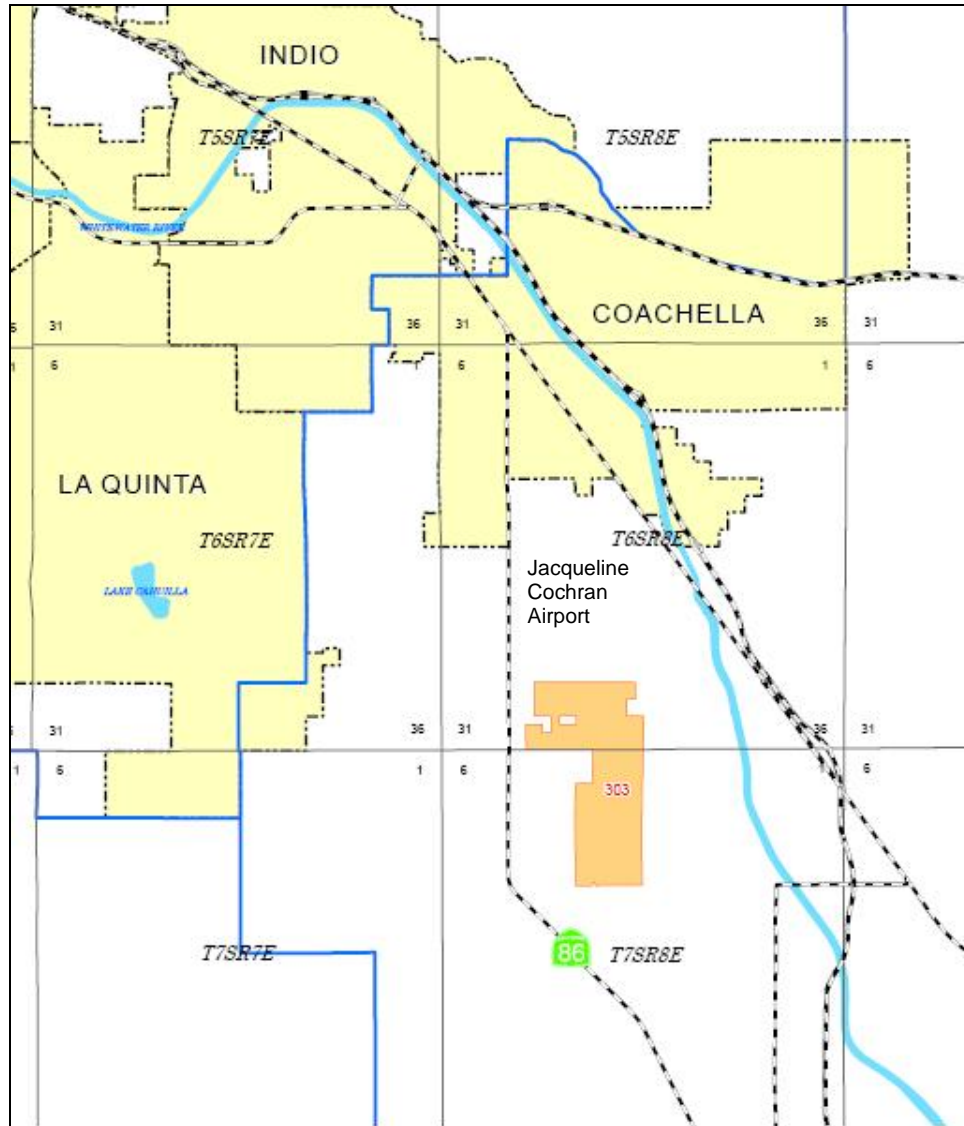 INDIO
T5SR7E
T5SR8E
WHITEWATER RIVER
COACHELLA
36 31
36 31
6 31
1 6
1 6
1 6
LA QUINTA
T6SR7E
T6SR8E
Jacqueline
Cochran
Airport
LAKE CAHUILLA
36 31
36 31
31
1 6
1 6
6
303
86
T7SR7E
T7SR8E